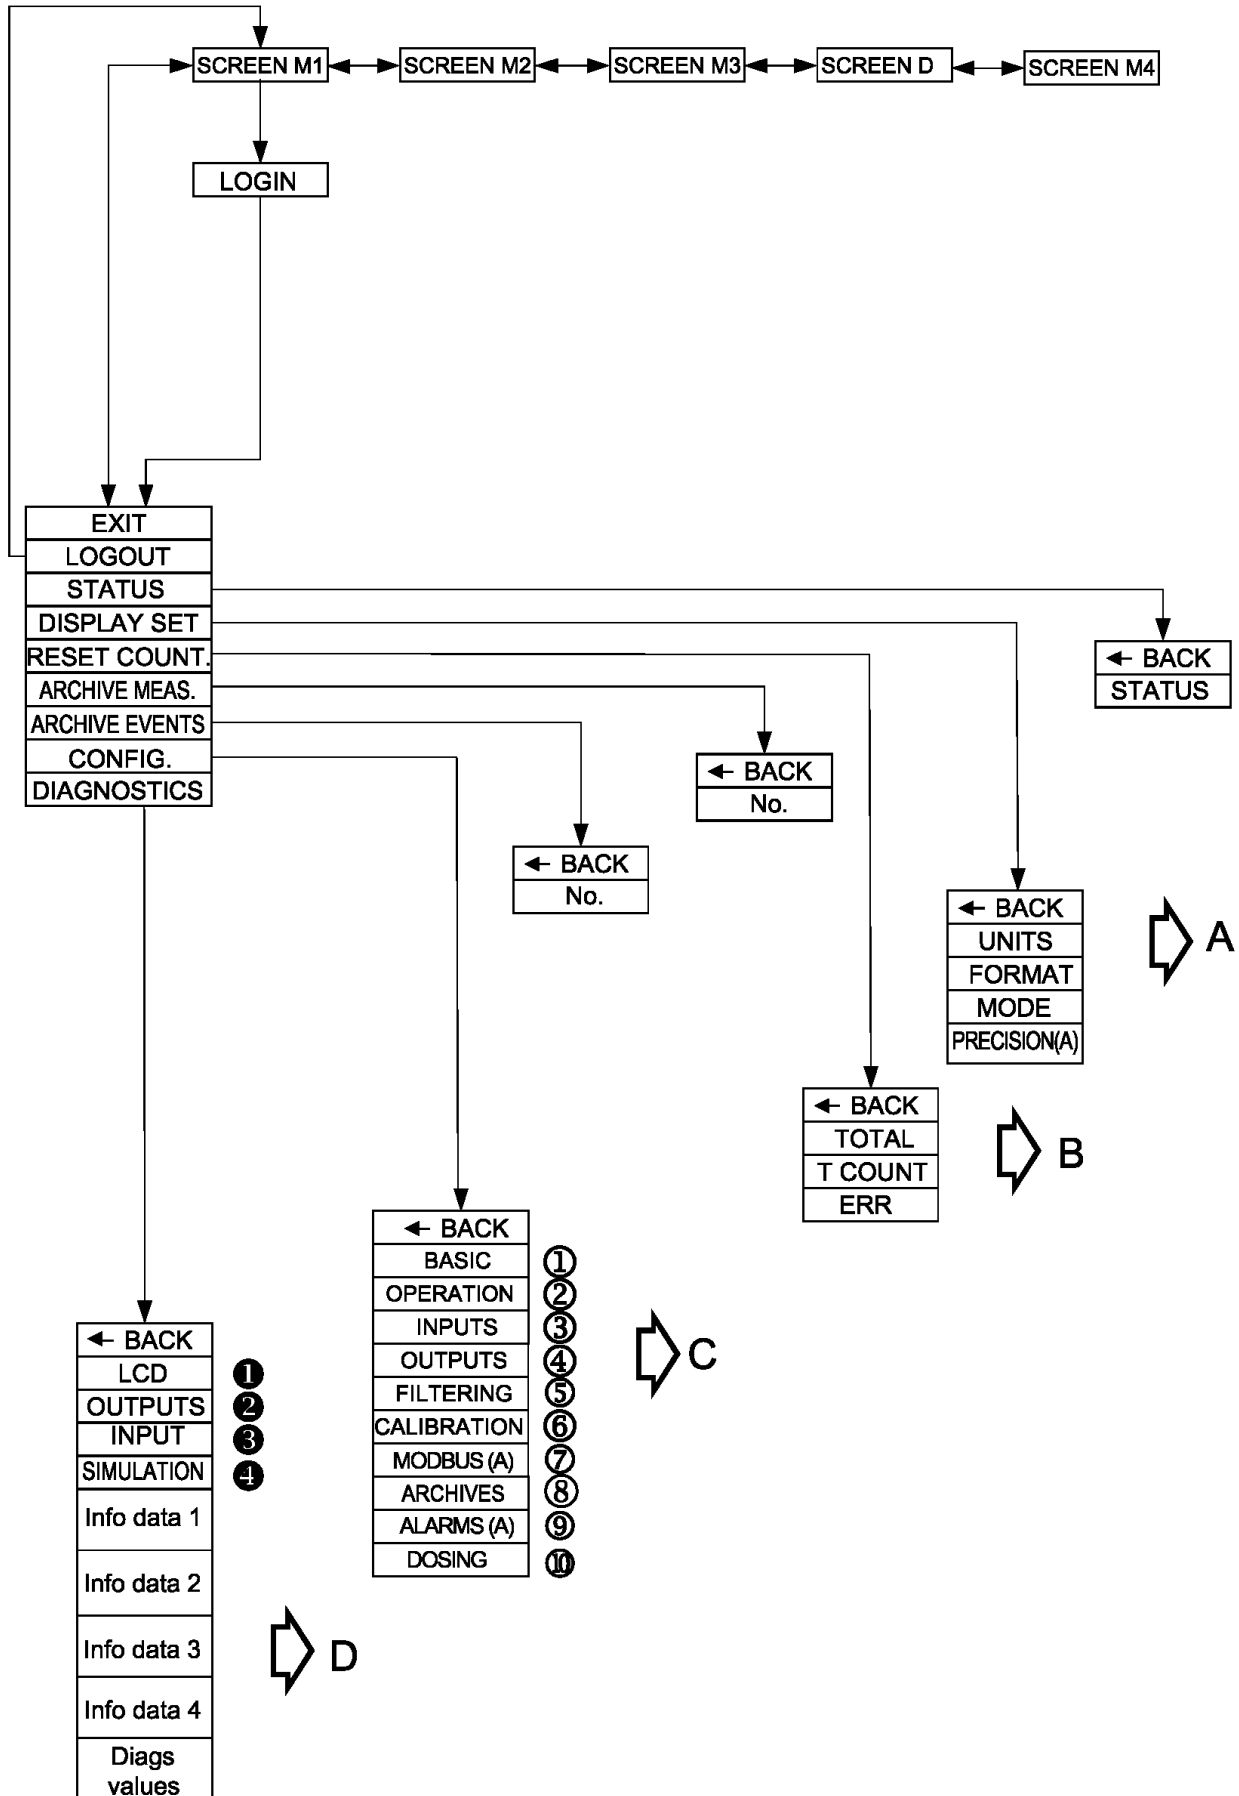 SCREEN M1
SCREEN M2
SCREEN M3
SCREEN D
SCREEN M4
LOGIN
EXIT
LOGOUT
STATUS
DISPLAY SET
RESET COUNT.
ARCHIVE MEAS.
ARCHIVE EVENTS
CONFIG.
DIAGNOSTICS
← BACK
STATUS
← BACK
No.
← BACK
No.
← BACK
UNITS
FORMAT
MODE
PRECISION(A)
A
← BACK
TOTAL
T COUNT
ERR
B
← BACK
BASIC ①
OPERATION ②
INPUTS ③
OUTPUTS ④
FILTERING ⑤
CALIBRATION ⑥
MODBUS (A) ⑦
ARCHIVES ⑧
ALARMS (A) ⑨
DOSING ⑩
C
← BACK
LCD ❶
OUTPUTS ❷
INPUT ❸
SIMULATION ❹
Info data 1
Info data 2
Info data 3
Info data 4
Diags
values
D